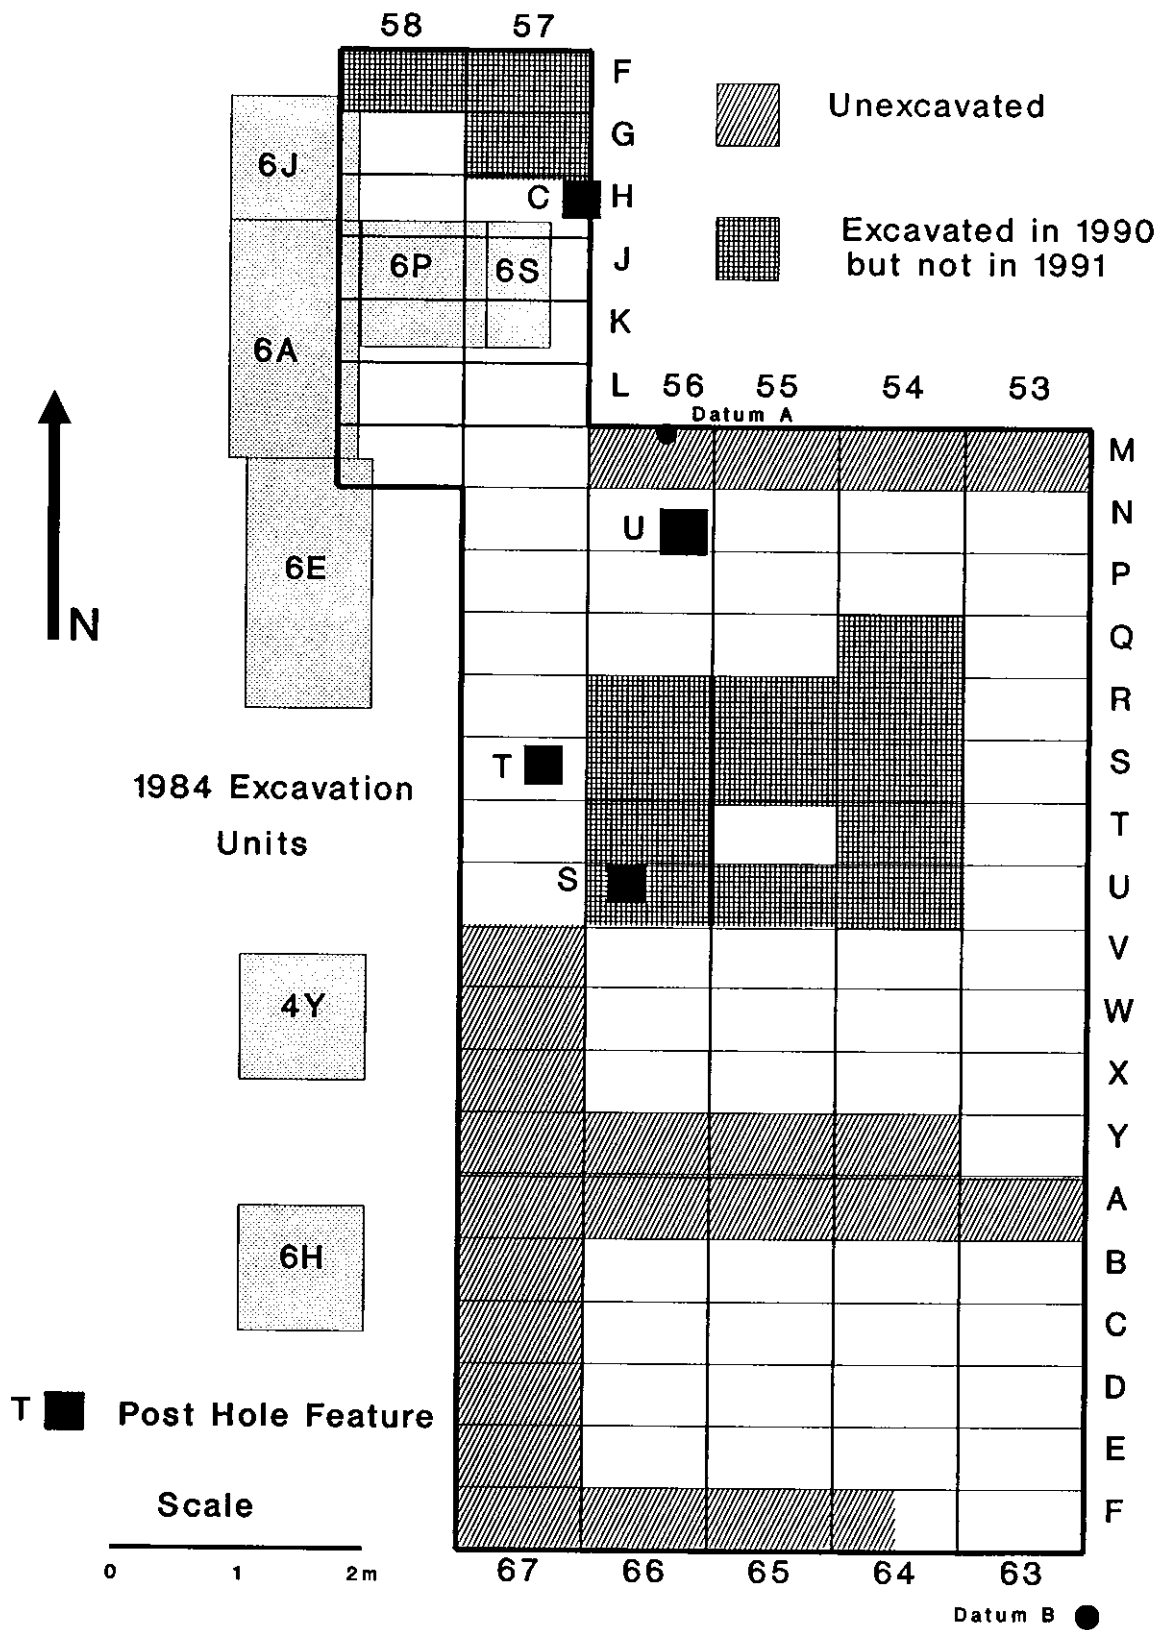 58 57
F
Unexcavated
G
6J
C H
Excavated in 1990
but not in 1991
J
6P 6S
K
6A
L 56 55 54 53
Datum A
M
N
U
P
6E
N
Q
R
T S
1984 Excavation
Units
T
S U
V
4Y W
X
Y
A
6H B
C
D
T Post Hole Feature
E
Scale
F
0 1 2m
67 66 65 64 63
Datum B